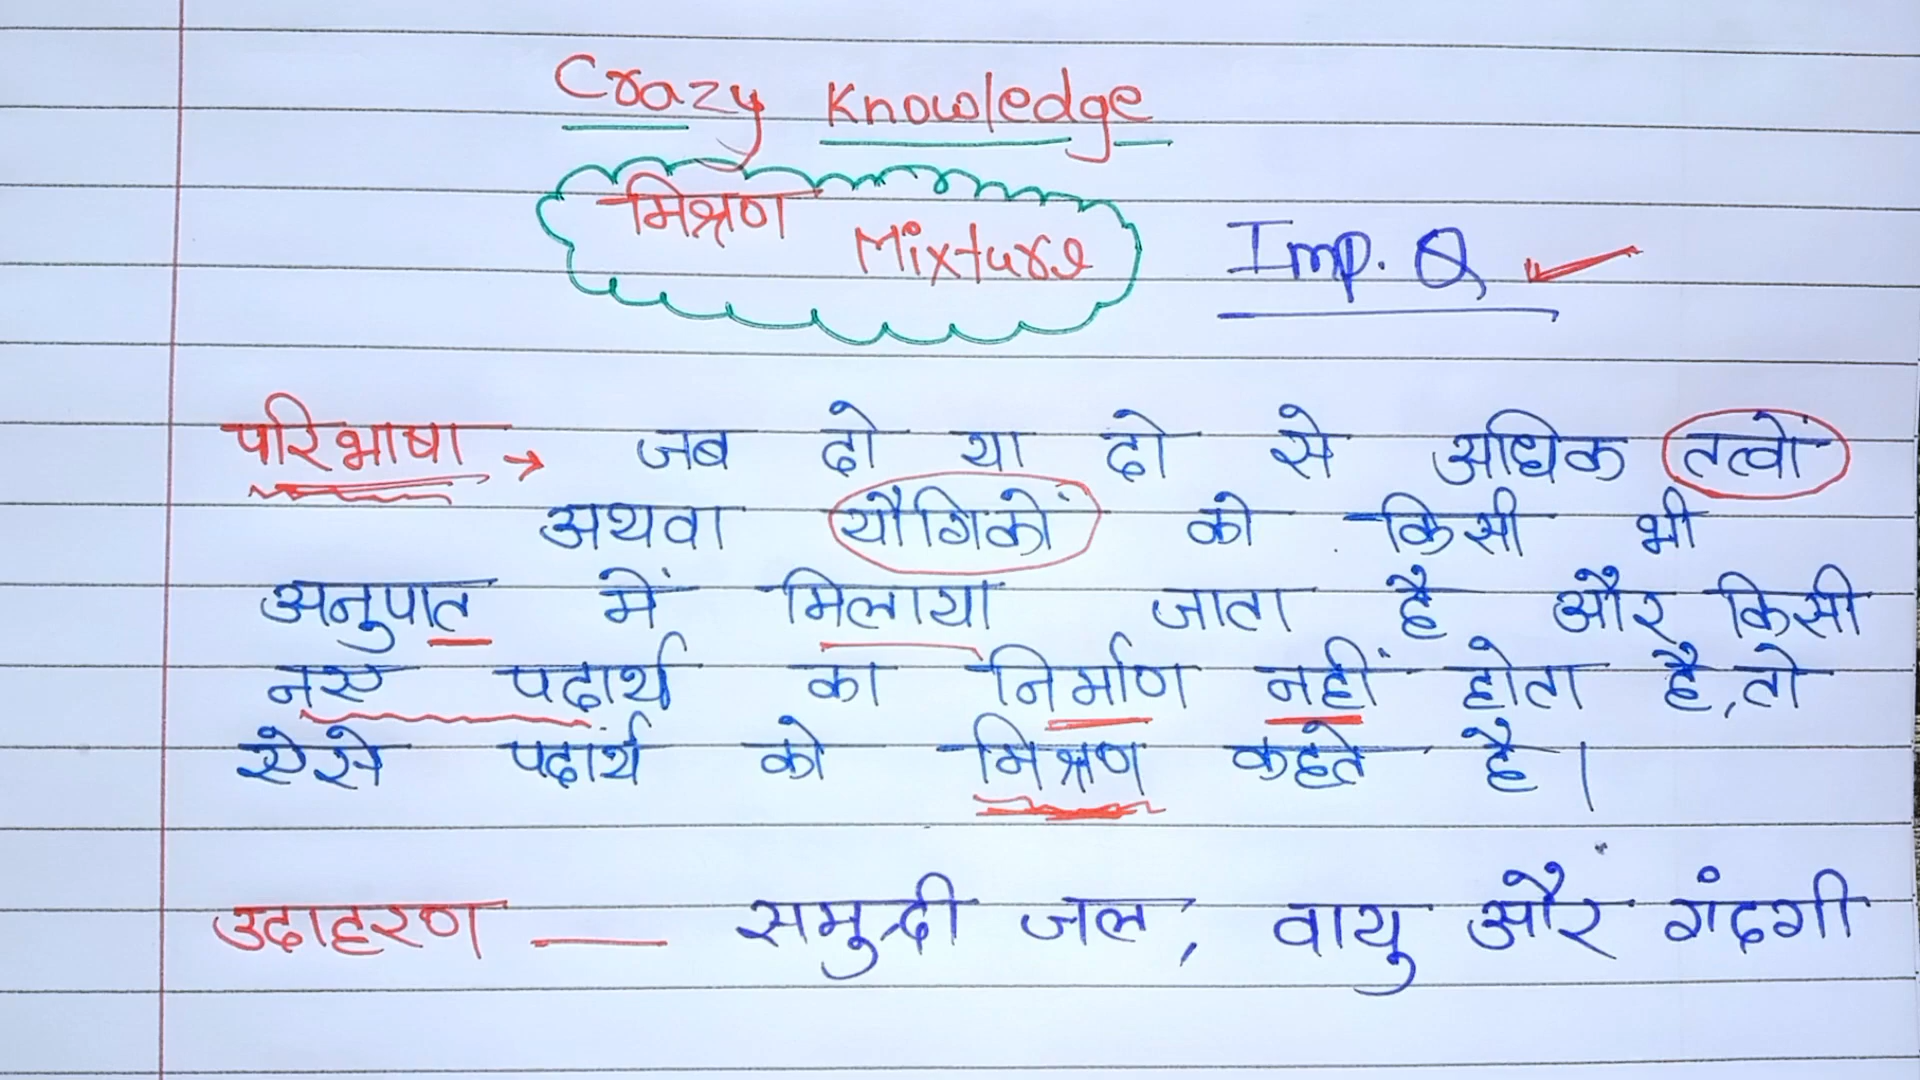 Crazy Knowledge
मिश्रण Mixture
Imp. Q
परिभाषा → जब दो या दो से अधिक तत्वों
अथवा यौगिकों को किसी भी
अनुपात में मिलाया जाता है और किसी
नए पदार्थ का निर्माण नहीं होता है, तो
ऐसे पदार्थ को मिश्रण कहते है।
उदाहरण — समुद्री जल, वायु और गंदगी